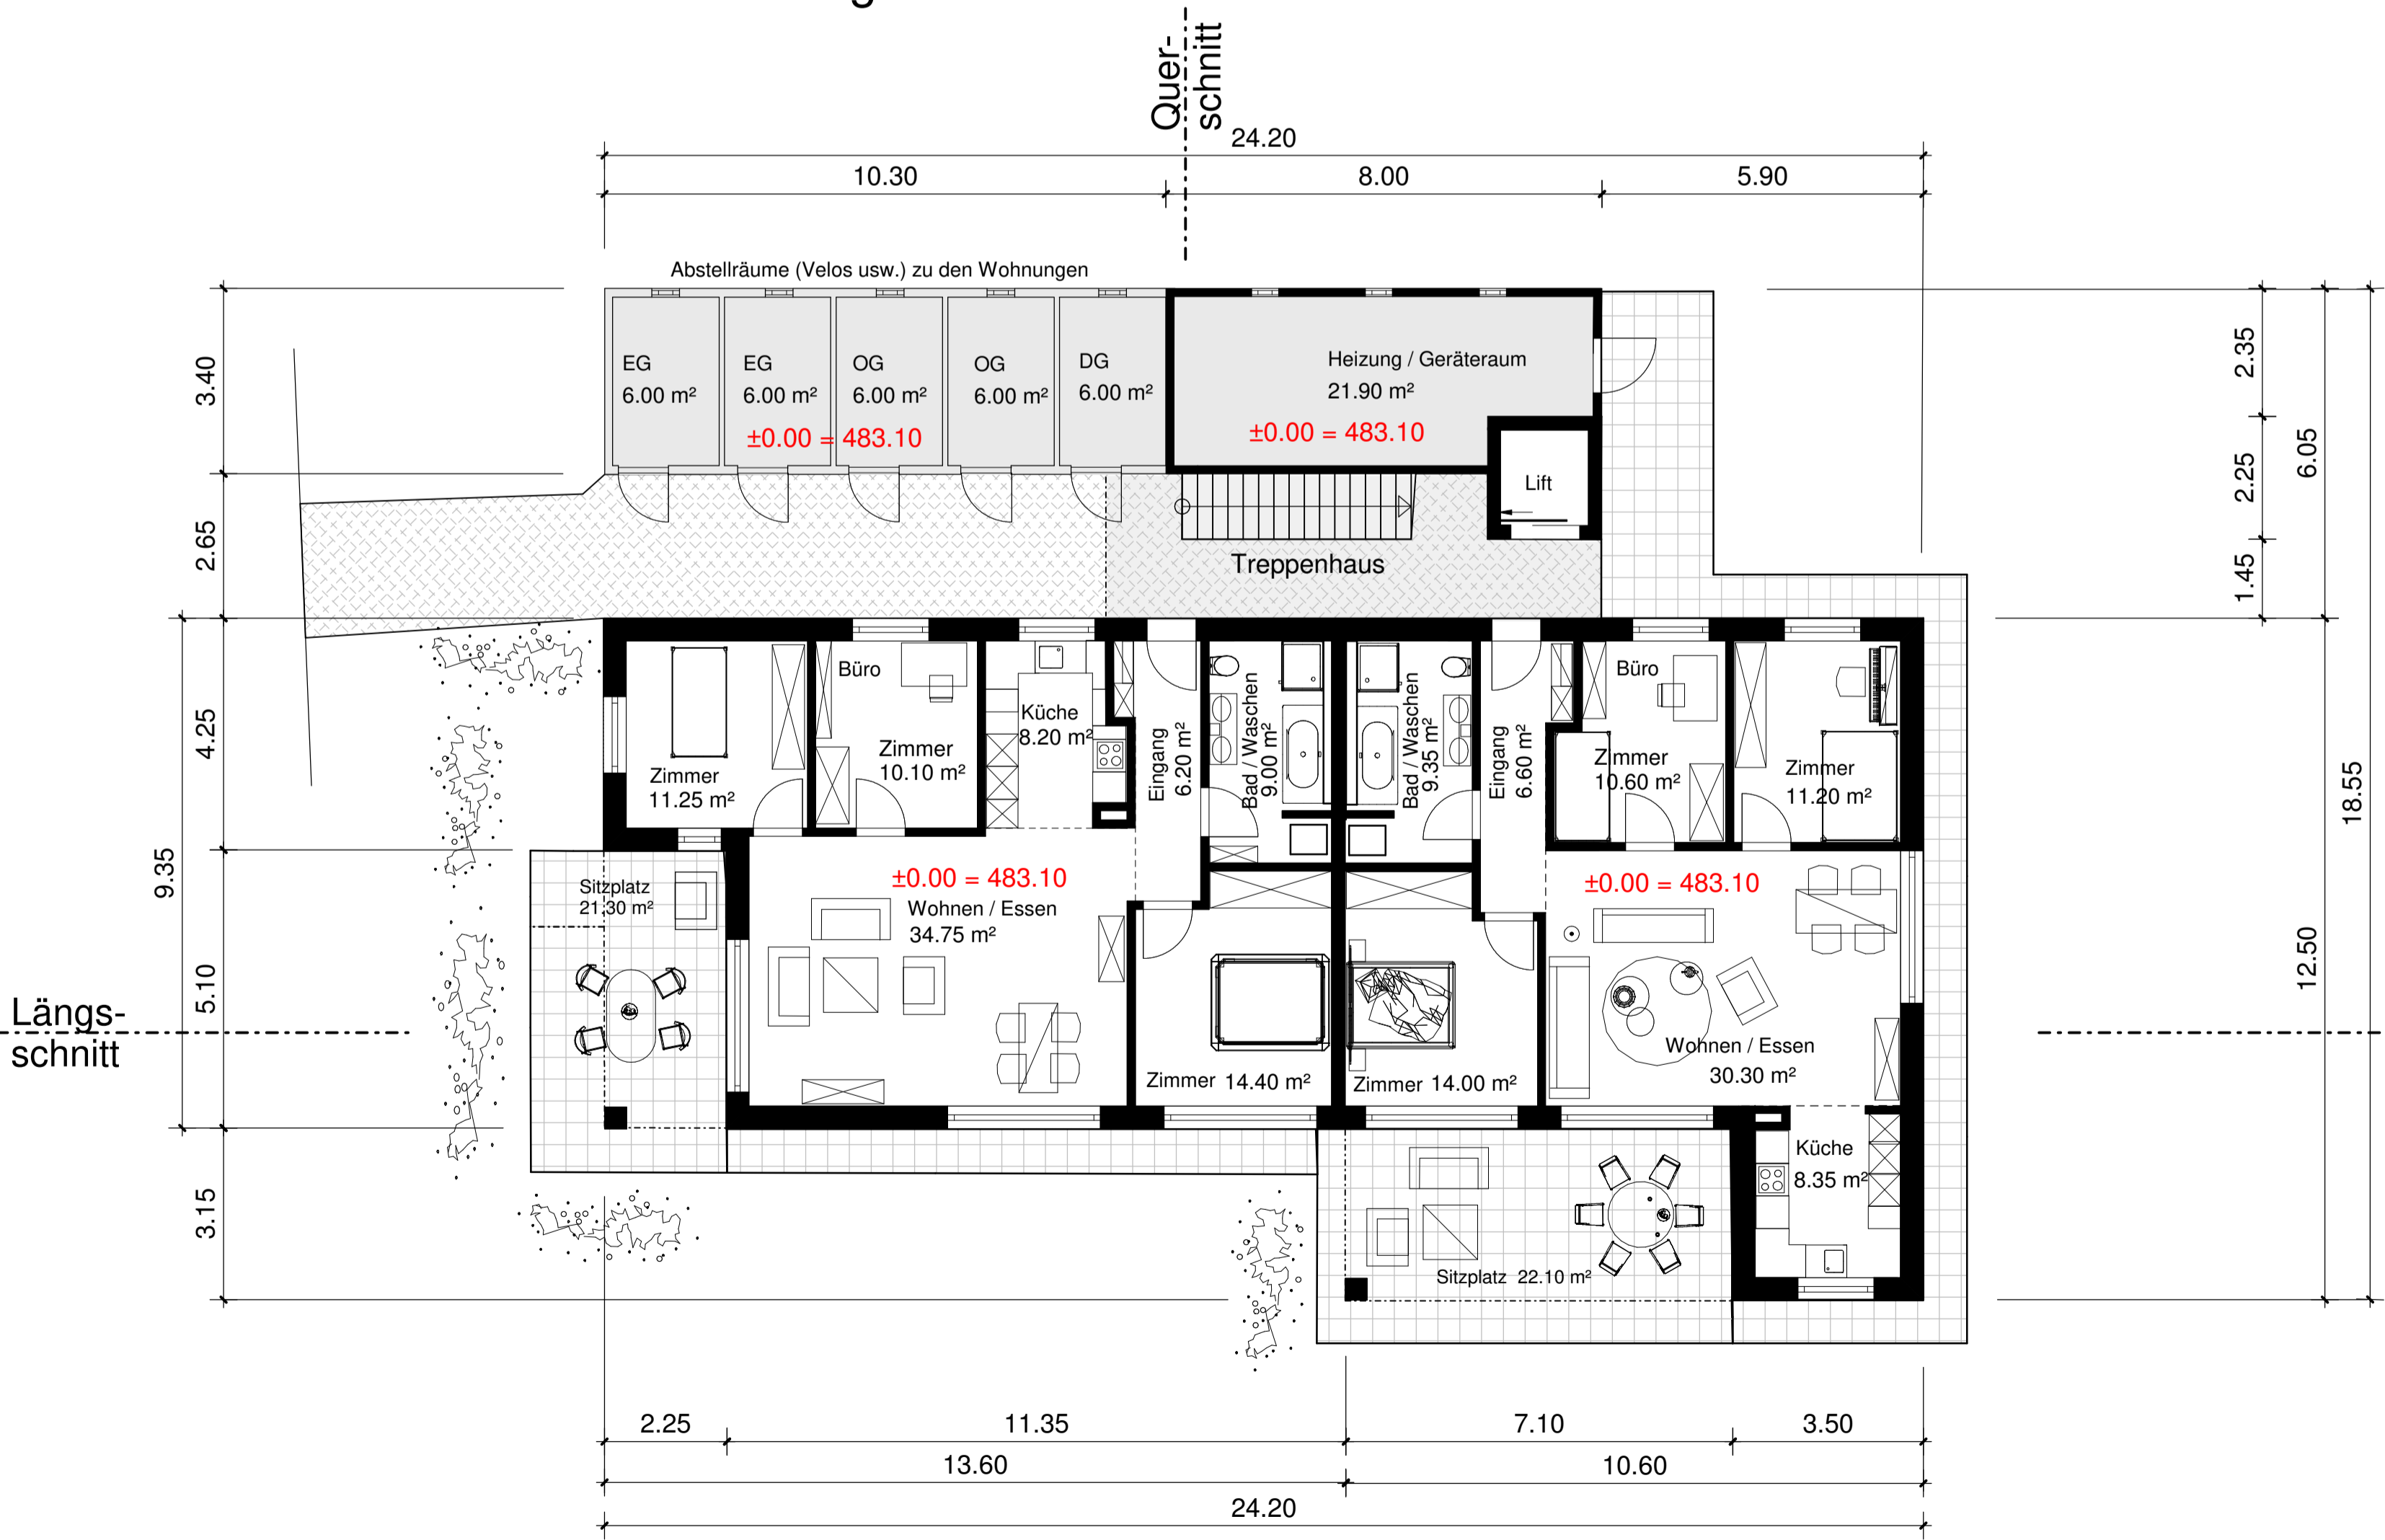 Quer-
schnitt
24.20
10.30
8.00
5.90
Abstellräume (Velos usw.) zu den Wohnungen
EG
6.00 m²
EG
6.00 m²
OG
6.00 m²
OG
6.00 m²
DG
6.00 m²
±0.00 = 483.10
Heizung / Geräteraum
21.90 m²
±0.00 = 483.10
Lift
Treppenhaus
3.40
2.65
4.25
9.35
5.10
3.15
2.35
2.25
1.45
6.05
18.55
12.50
Zimmer
11.25 m²
Büro
Zimmer
10.10 m²
Küche
8.20 m²
Eingang
6.20 m²
Bad / Waschen
9.00 m²
Bad / Waschen
9.35 m²
Eingang
6.60 m²
Büro
Zimmer
10.60 m²
Zimmer
11.20 m²
Sitzplatz
21.30 m²
±0.00 = 483.10
Wohnen / Essen
34.75 m²
±0.00 = 483.10
Wohnen / Essen
30.30 m²
Zimmer 14.40 m²
Zimmer 14.00 m²
Längs-
schnitt
Küche
8.35 m²
Sitzplatz 22.10 m²
2.25
11.35
7.10
3.50
13.60
10.60
24.20